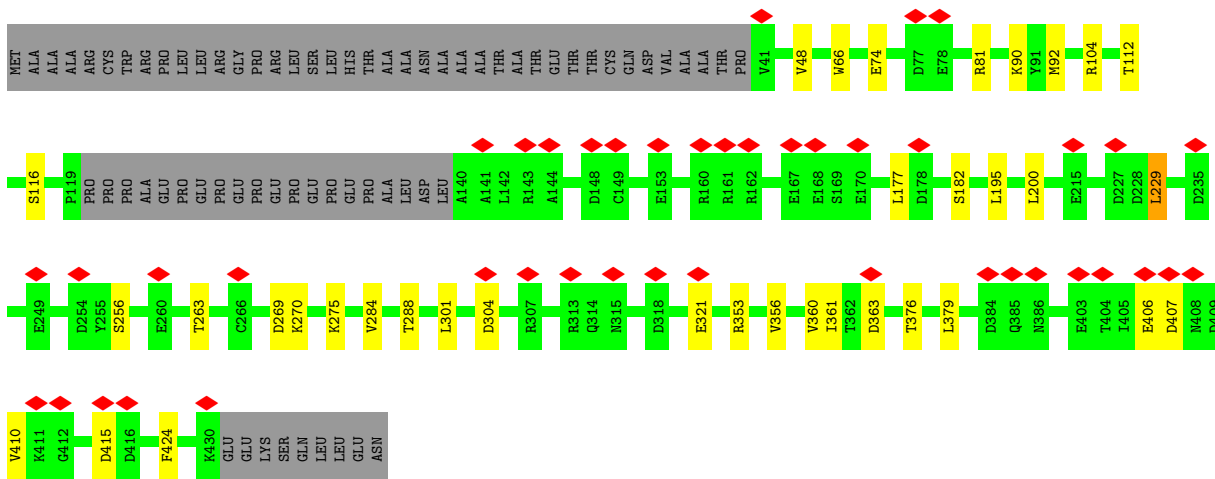 MET ALA ALA ALA ARG CYS TRP ARG PRO LEU LEU ARG GLY PRO ARG LEU SER LEU HIS THR ALA ALA ASN ALA ALA ALA THR ALA THR GLU THR THR CYS GLN ASP VAL ALA ALA THR PRO V41 V48 W66 E74 D77 E78 R81 K90 Y91 M92 R104 T112
S116 P119 PRO PRO PRO ALA GLU PRO GLU PRO GLU PRO GLU PRO GLU PRO GLU PRO ALA LEU ASP LEU A140 A141 L142 R143 A144 D148 C149 E153 R160 R161 R162 E167 E168 S169 E170 L177 D178 S182 L195 L200 E215 D227 D228 L229 D235
E249 D254 Y255 S256 E260 T263 C266 D269 K270 K275 V284 T288 L301 D304 R307 R313 Q314 N315 D318 E321 R353 V356 V360 I361 T362 D363 T376 L379 D384 Q385 N386 E403 T404 I405 E406 D407 N408 D409
V410 K411 G412 D415 D416 F424 K430 GLU GLU LYS SER GLN LEU LEU GLU ASN